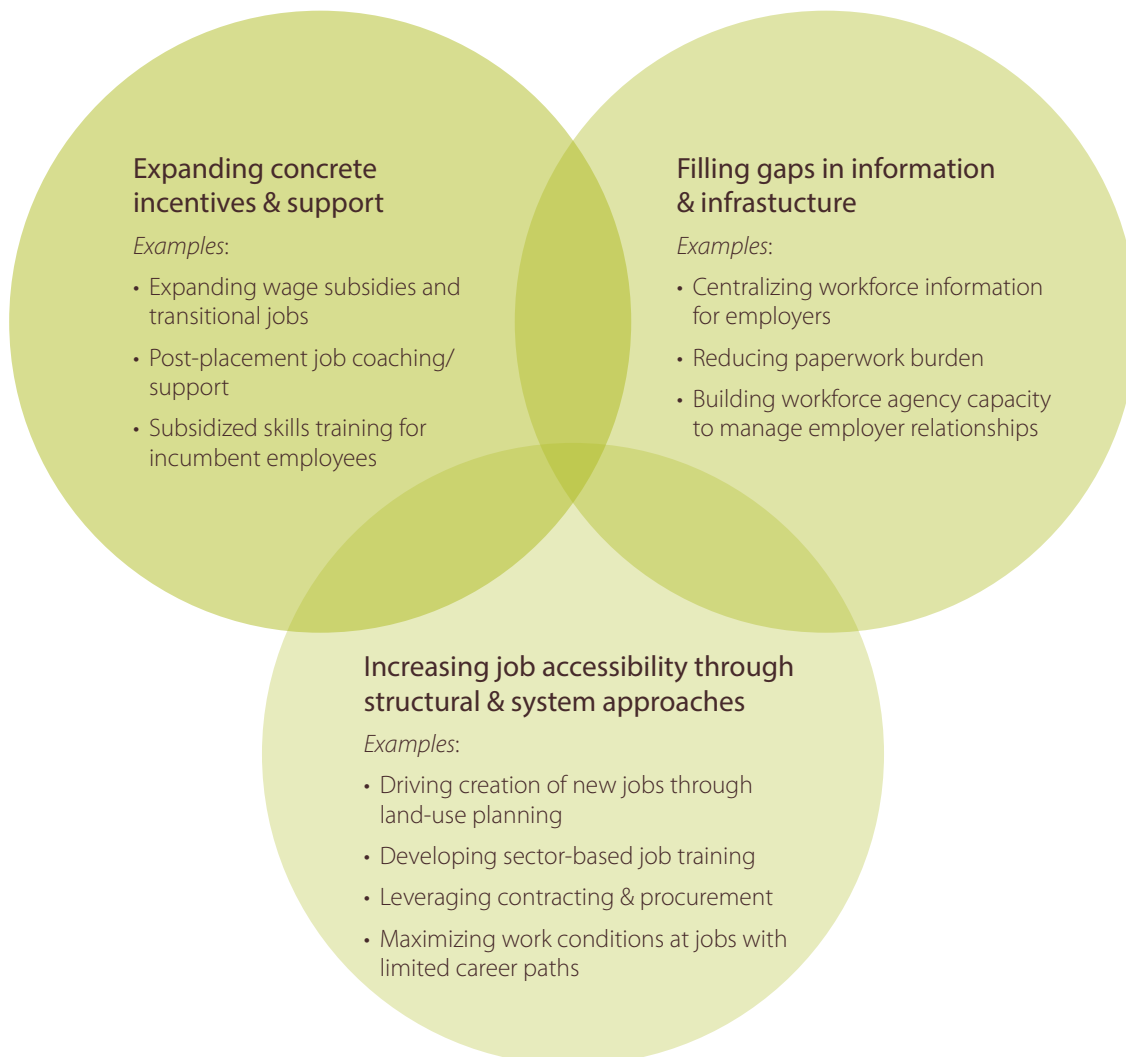 Expanding concrete
incentives & support
Examples:
• Expanding wage subsidies and
transitional jobs
• Post-placement job coaching/
support
• Subsidized skills training for
incumbent employees
Filling gaps in information
& infrastucture
Examples:
• Centralizing workforce information
for employers
• Reducing paperwork burden
• Building workforce agency capacity
to manage employer relationships
Increasing job accessibility through
structural & system approaches
Examples:
• Driving creation of new jobs through
land-use planning
• Developing sector-based job training
• Leveraging contracting & procurement
• Maximizing work conditions at jobs with
limited career paths